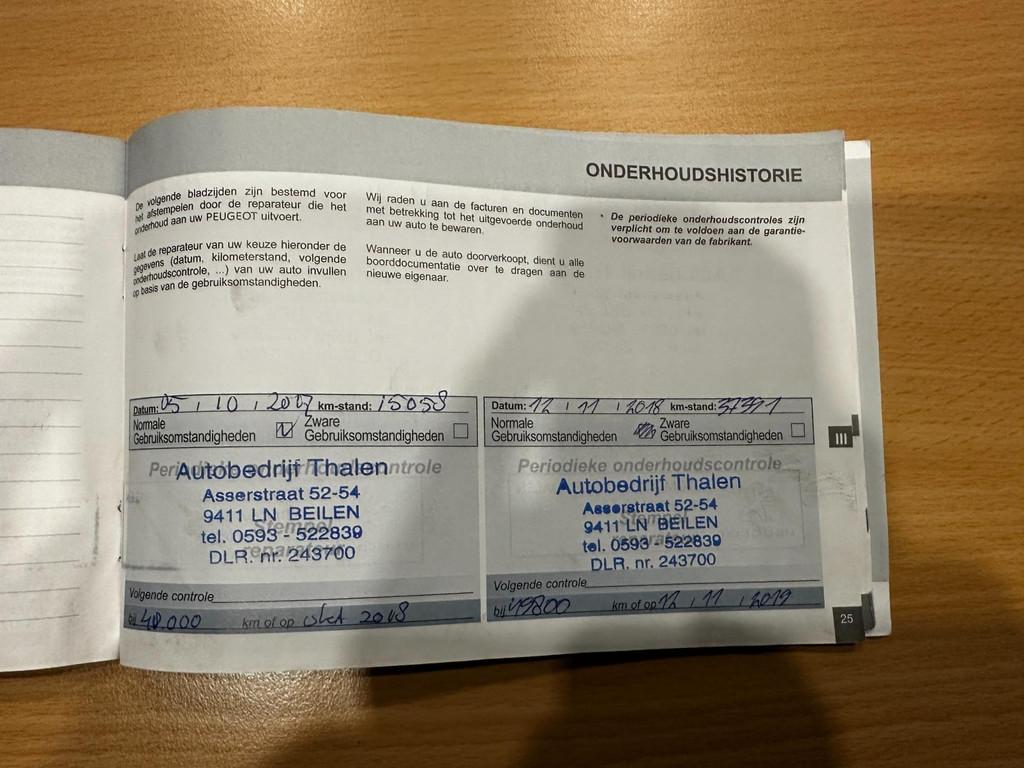 ONDERHOUDSHISTORIE
De volgende bladzijden zijn bestemd voor
het afstempelen door de reparateur die het
onderhoud aan uw PEUGEOT uitvoert.
Laat de reparateur van uw keuze hieronder de
gegevens (datum, kilometerstand, volgende
onderhoudscontrole, ...) van uw auto invullen
op basis van de gebruiksomstandigheden.
Wij raden u aan de facturen en documenten
met betrekking tot het uitgevoerde onderhoud
aan uw auto te bewaren.
Wanneer u de auto doorverkoopt, dient u alle
boorddocumentatie over te dragen aan de
nieuwe eigenaar.
* De periodieke onderhoudscontroles zijn
verplicht om te voldoen aan de garantie-
voorwaarden van de fabrikant.
Datum: 05 / 10 / 2017 km-stand: 15058
Normale
Gebruiksomstandigheden
Zware
Gebruiksomstandigheden
Periodieke onderhoudscontrole
Autobedrijf Thalen
Asserstraat 52-54
9411 LN BEILEN
tel. 0593 - 522839
DLR. nr. 243700
Stempel
reparateur
Volgende controle
bij 40.000 km of op okt 2018
Datum: 12 / 11 / 2018 km-stand: 37391
Normale
Gebruiksomstandigheden
Zware
Gebruiksomstandigheden
Periodieke onderhoudscontrole
Autobedrijf Thalen
Asserstraat 52-54
9411 LN BEILEN
tel. 0593 - 522839
DLR. nr. 243700
Stempel
reparateur
Volgende controle
bij km of op 12 / 11 / 2019
III
25